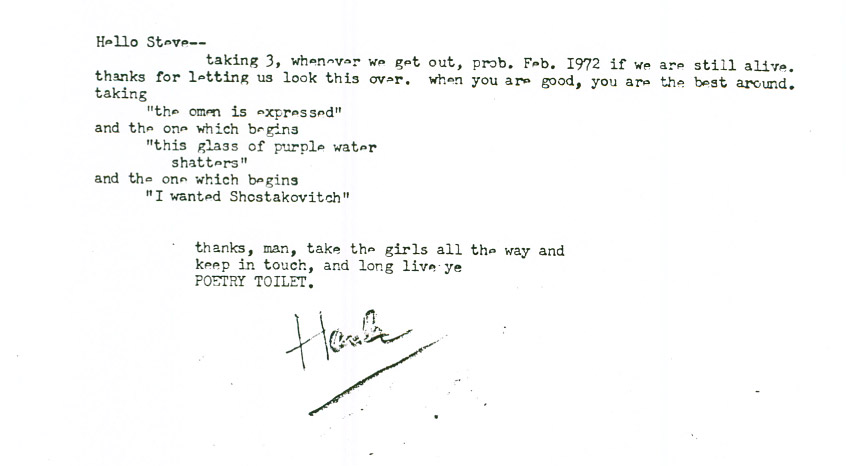 Hello Steve--
taking 3, whenever we get out, prob. Feb. I972 if we are still alive.
thanks for letting us look this over. when you are good, you are the best around.
taking
"the omen is expressed"
and the one which begins
"this glass of purple water
shatters"
and the one which begins
"I wanted Shostakovitch"
thanks, man, take the girls all the way and
keep in touch, and long live ye
POETRY TOILET.
Hank